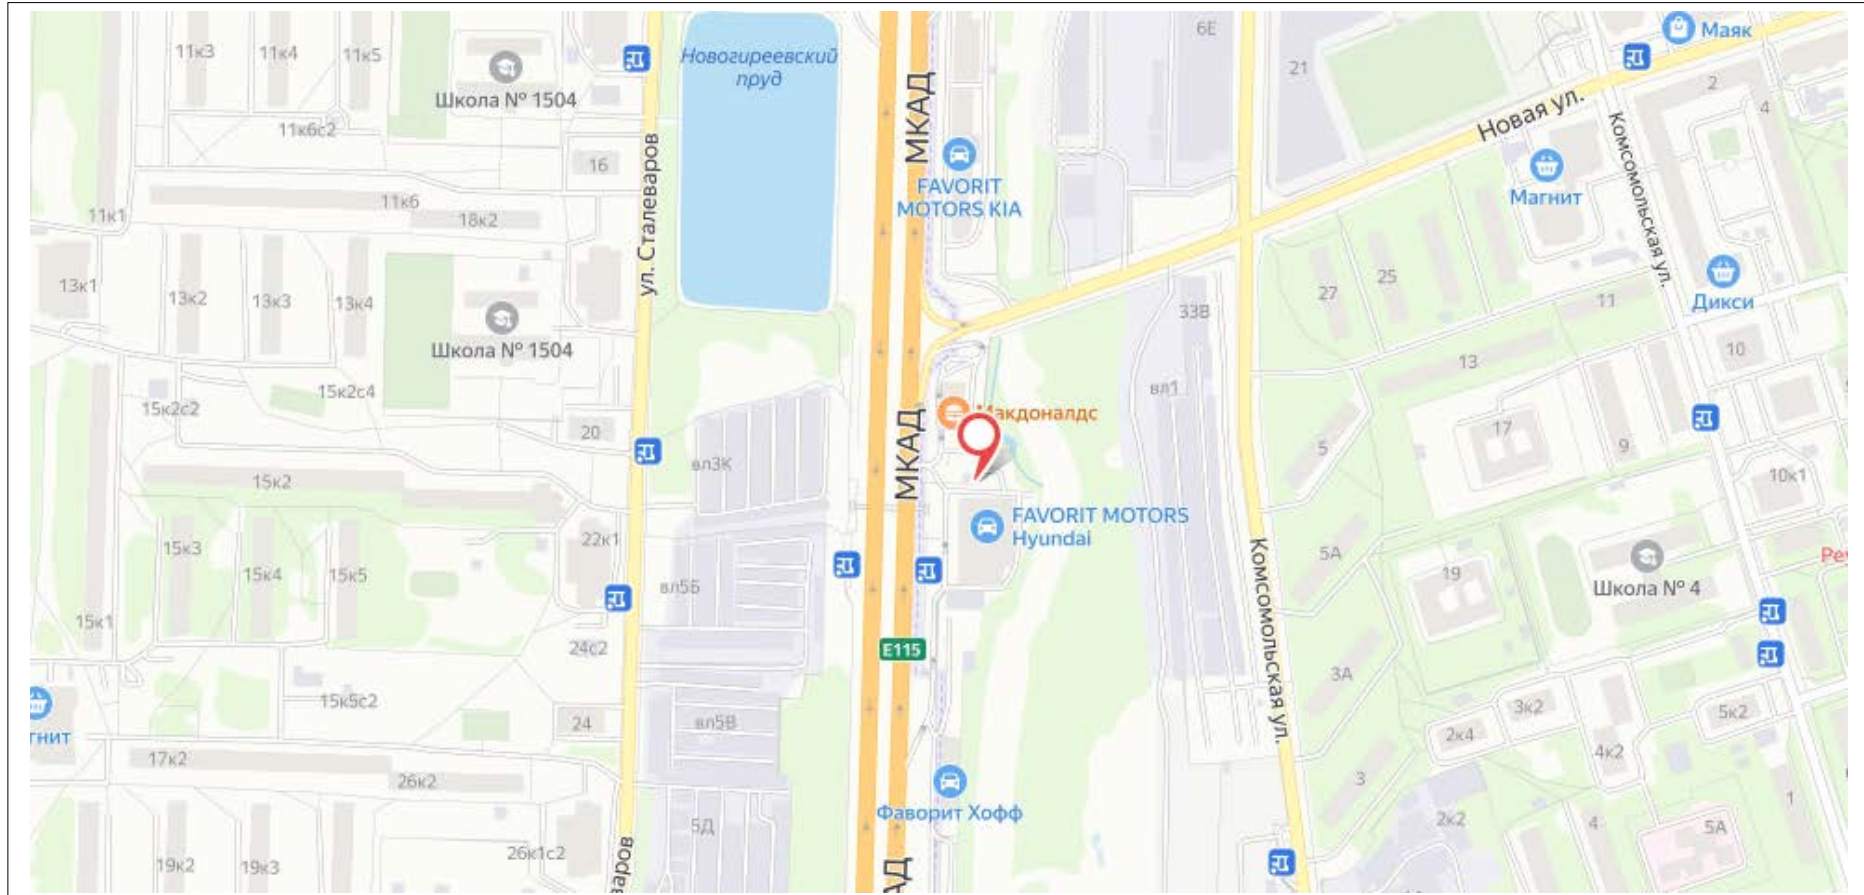 6Е
Маяк
11к3
11к4
11к5
Новогиреевский
пруд
21
2
4
Школа № 1504
МКАД
Новая ул.
11к6с2
ул. Сталеваров
16
FAVORIT
MOTORS KIA
Магнит
Комсомольская ул.
11к6
18к2
11к1
13к1
13к2
13к3
13к4
27
25
11
Дикси
33В
Школа № 1504
10
13
вл1
15к2с4
15к2с2
Макдоналдс
20
МКАД
17
5
9
вл3К
15к2
10к1
FAVORIT MOTORS
Hyundai
22к1
15к3
15к4
15к5
5А
19
Школа № 4
Комсомольская ул.
вл5Б
15к1
24с2
E115
3А
15к5с2
24
вл5В
3к2
5к2
2к4
4к2
гнит
17к2
26к2
Фаворит Хофф
3
1
5Д
2к2
4
5А
26к1с2
19к2
19к3
варов
АД